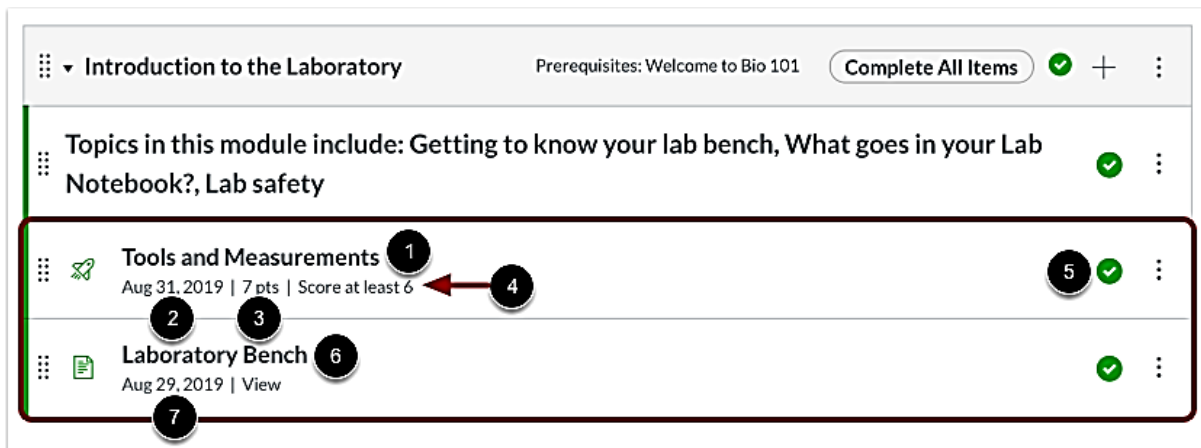 Introduction to the Laboratory Prerequisites: Welcome to Bio 101 Complete All Items
Topics in this module include: Getting to know your lab bench, What goes in your Lab
Notebook?, Lab safety
Tools and Measurements 1
Aug 31, 2019 | 7 pts | Score at least 6 4 5
2 3
Laboratory Bench 6
Aug 29, 2019 | View
7